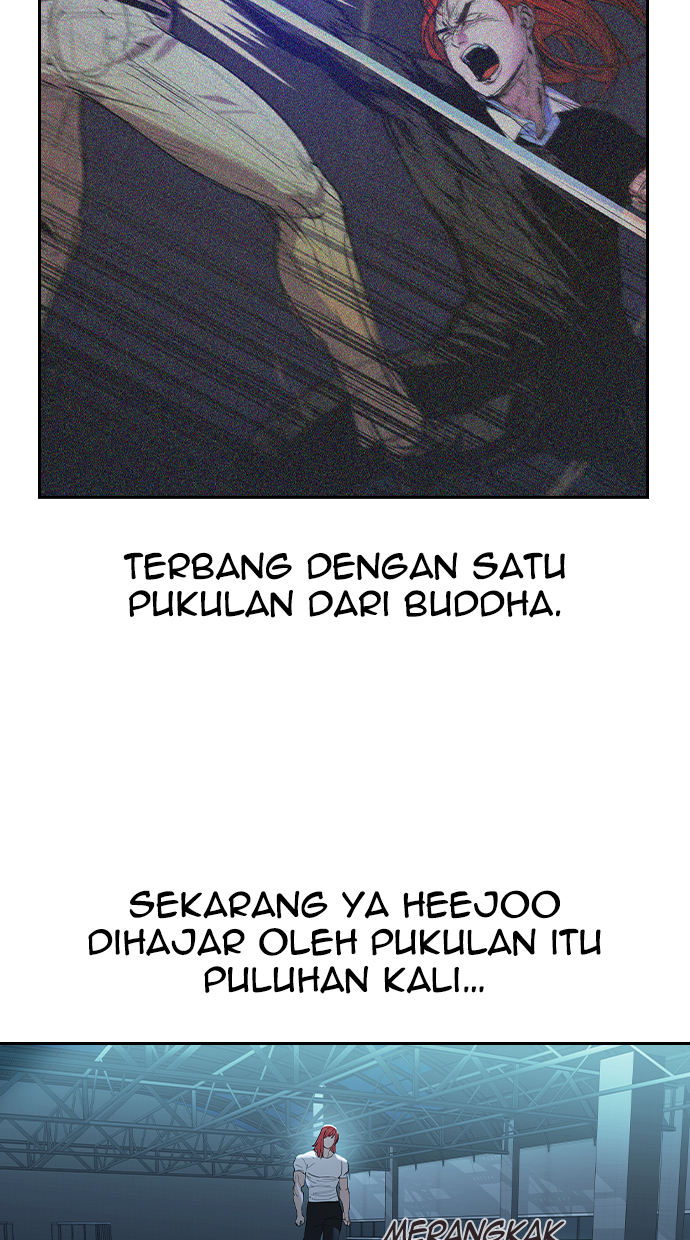 TERBANG DENGAN SATU
PUKULAN DARI BUDDHA.
SEKARANG YA HEEJOO
DIHAJAR OLEH PUKULAN ITU
PULUHAN KALI...
MERANGKAK